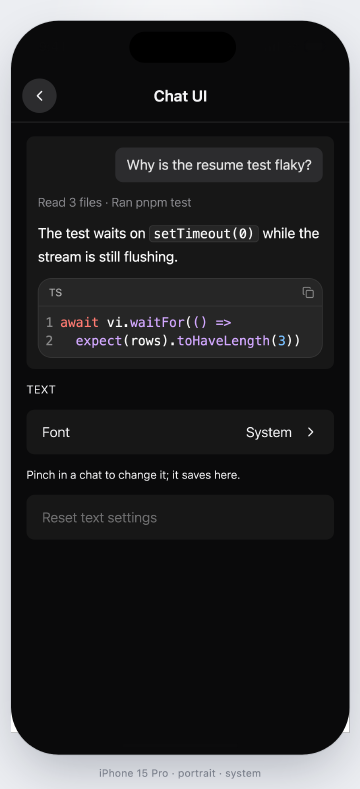 Chat UI
Why is the resume test flaky?
Read 3 files · Ran pnpm test
The test waits on setTimeout(0) while the
stream is still flushing.
TS
1 await vi.waitFor(() =>
2   expect(rows).toHaveLength(3))
TEXT
Font System
Pinch in a chat to change it; it saves here.
Reset text settings
iPhone 15 Pro · portrait · system